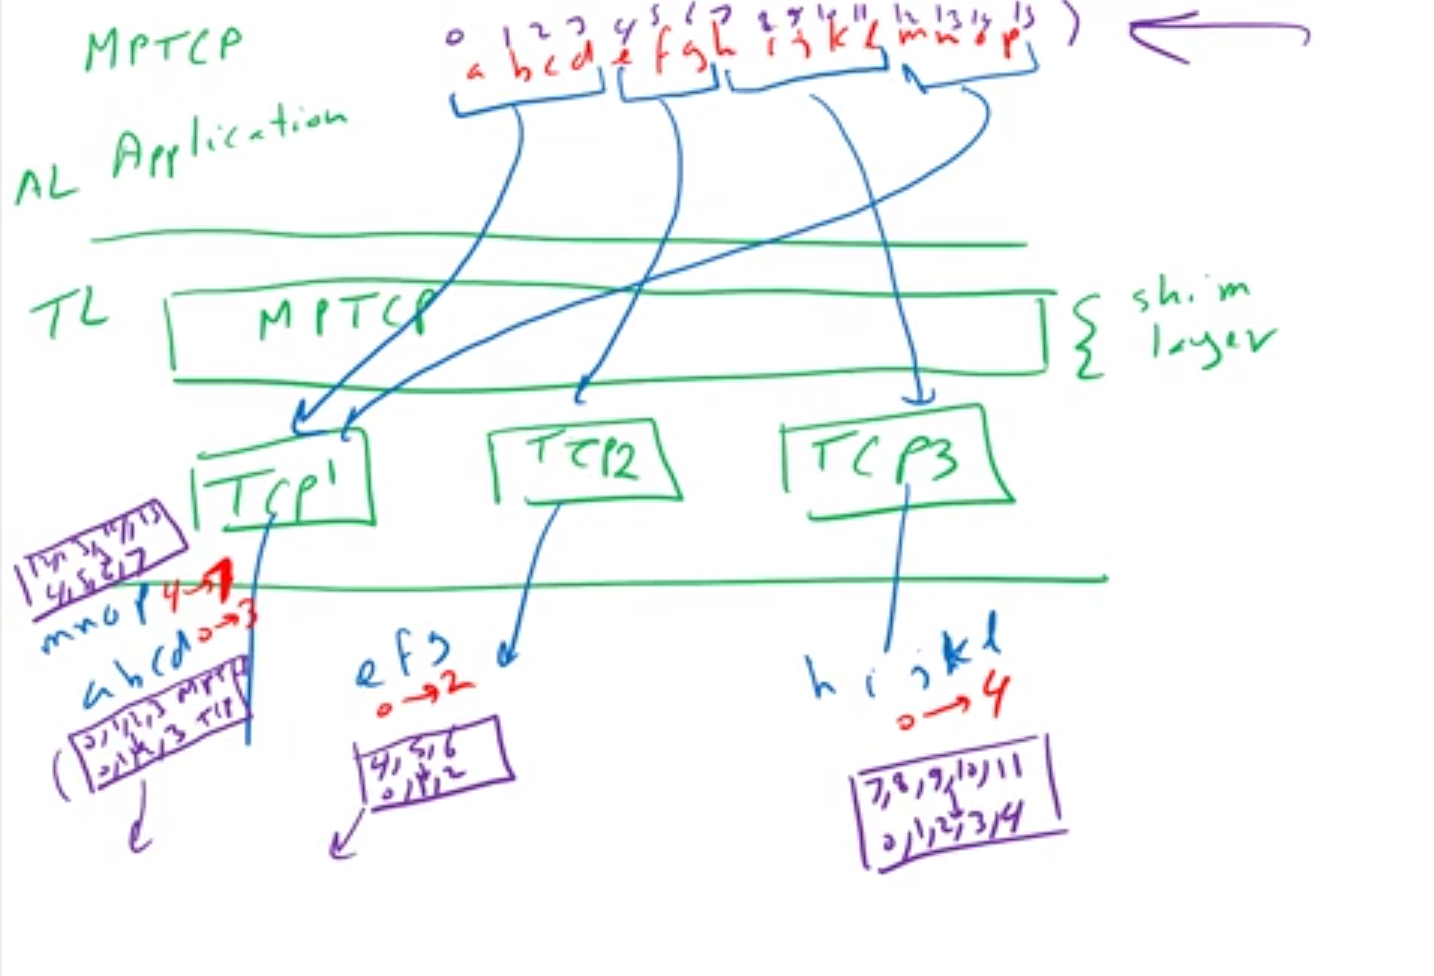 0 1 2 3 4 5 6 7 8 9 10 11 12 13 14 15 )
MPTCP
a b c d e f g h i j k l m n o p
AL Application
TL
MPTCP
shim
layer
TCP1
TCP2
TCP3
4, 5, 6, 7
mnop 4→7
abcd 0→3
efg
0→2
hijkl
0→4
(0, 1, 2, 3 MPTCP
0, 1, 2, 3 TCP
4, 5, 6
0, 1, 2
7, 8, 9, 10, 11
0, 1, 2, 3, 4